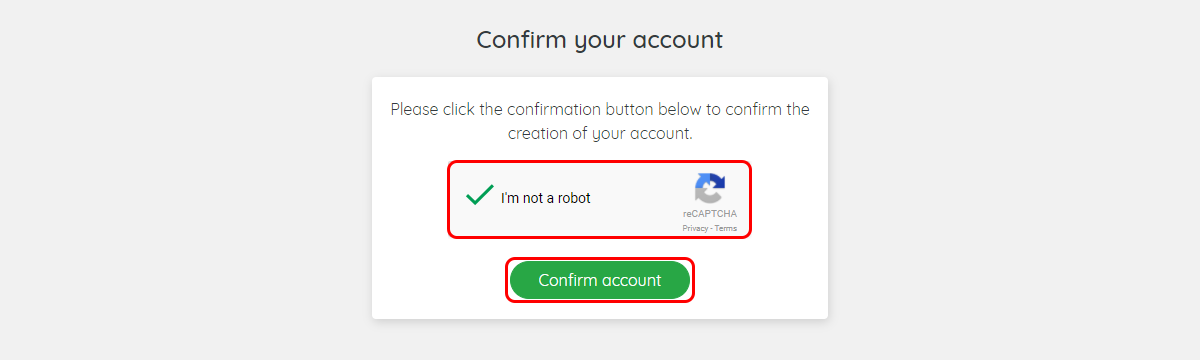 Confirm your account
Please click the confirmation button below to confirm the
creation of your account.
I'm not a robot
reCAPTCHA
Privacy - Terms
Confirm account